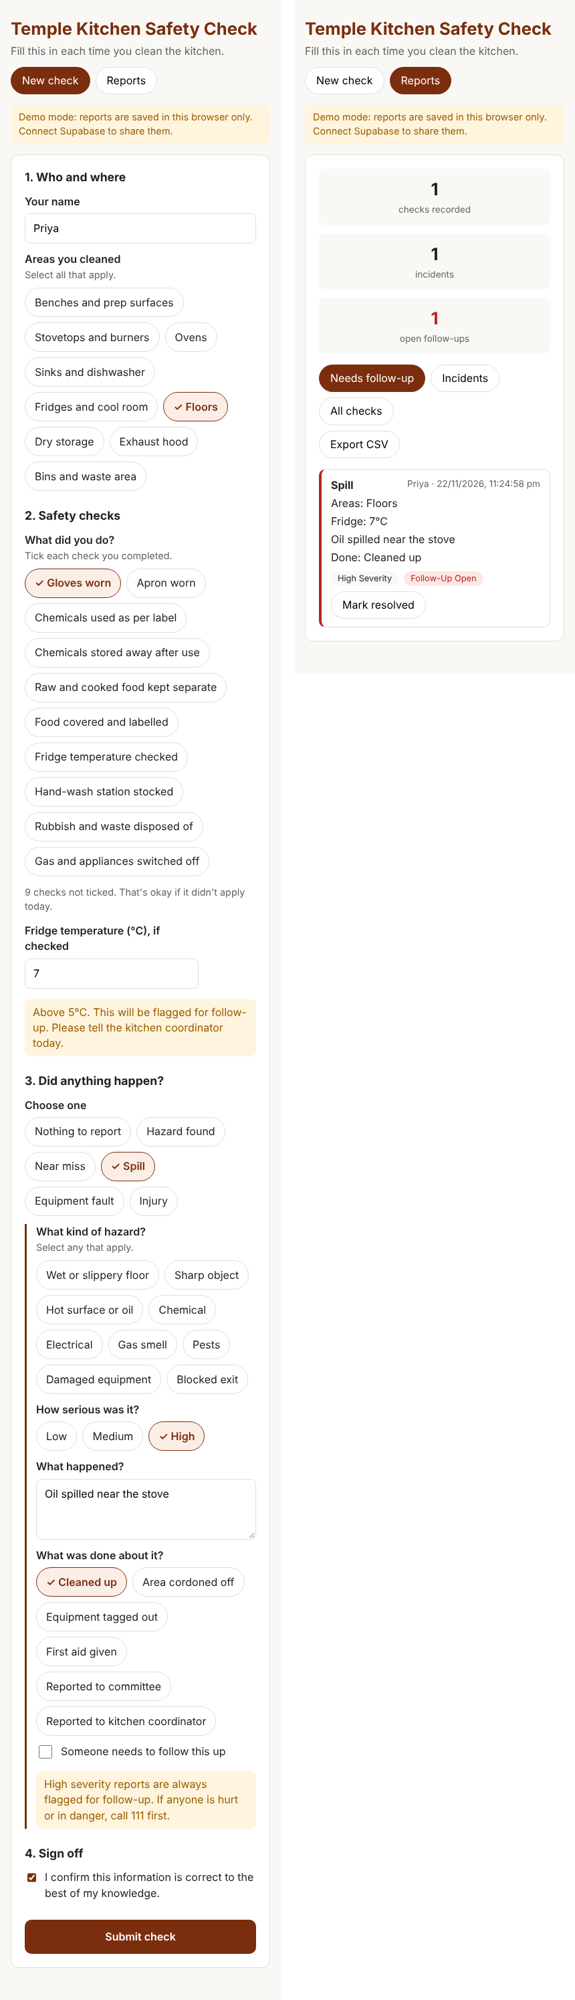 Temple Kitchen Safety Check
Fill this in each time you clean the kitchen.
New check Reports
Demo mode: reports are saved in this browser only.
Connect Supabase to share them.
1. Who and where
Your name
Priya
Areas you cleaned
Select all that apply.
Benches and prep surfaces
Stovetops and burners Ovens
Sinks and dishwasher
Fridges and cool room ✓ Floors
Dry storage Exhaust hood
Bins and waste area
2. Safety checks
What did you do?
Tick each check you completed.
✓ Gloves worn Apron worn
Chemicals used as per label
Chemicals stored away after use
Raw and cooked food kept separate
Food covered and labelled
Fridge temperature checked
Hand-wash station stocked
Rubbish and waste disposed of
Gas and appliances switched off
9 checks not ticked. That's okay if it didn't apply
today.
Fridge temperature (°C), if
checked
7
Above 5°C. This will be flagged for follow-
up. Please tell the kitchen coordinator
today.
3. Did anything happen?
Choose one
Nothing to report Hazard found
Near miss ✓ Spill
Equipment fault Injury
What kind of hazard?
Select any that apply.
Wet or slippery floor Sharp object
Hot surface or oil Chemical
Electrical Gas smell Pests
Damaged equipment Blocked exit
How serious was it?
Low Medium ✓ High
What happened?
Oil spilled near the stove
What was done about it?
✓ Cleaned up Area cordoned off
Equipment tagged out
First aid given
Reported to committee
Reported to kitchen coordinator
Someone needs to follow this up
High severity reports are always
flagged for follow-up. If anyone is hurt
or in danger, call 111 first.
4. Sign off
I confirm this information is correct to the
best of my knowledge.
Submit check
Temple Kitchen Safety Check
Fill this in each time you clean the kitchen.
New check Reports
Demo mode: reports are saved in this browser only.
Connect Supabase to share them.
1
checks recorded
1
incidents
1
open follow-ups
Needs follow-up Incidents
All checks
Export CSV
Spill Priya · 22/11/2026, 11:24:58 pm
Areas: Floors
Fridge: 7°C
Oil spilled near the stove
Done: Cleaned up
High Severity Follow-Up Open
Mark resolved